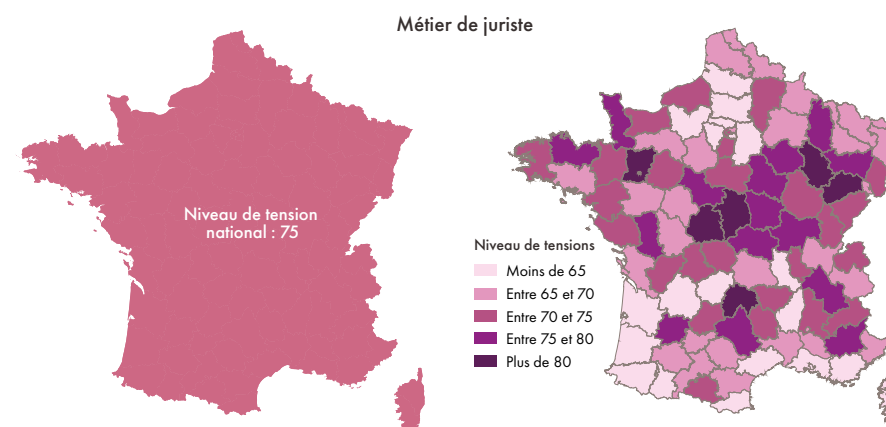 Métier de juriste
Niveau de tension
national : 75
Niveau de tensions
Moins de 65
Entre 65 et 70
Entre 70 et 75
Entre 75 et 80
Plus de 80